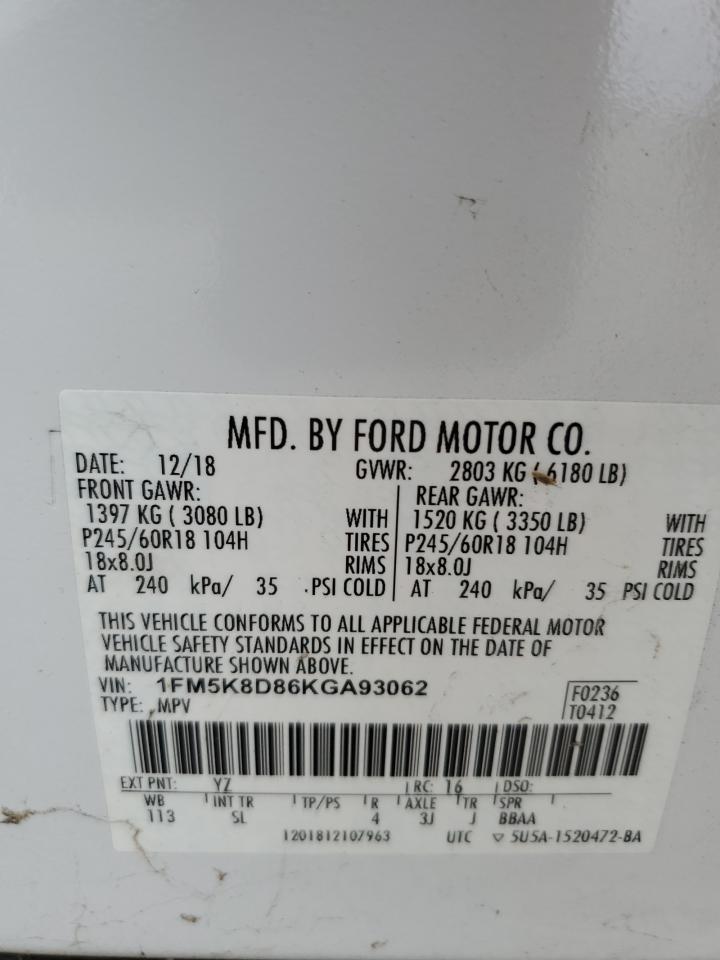 MFD. BY FORD MOTOR CO.
DATE: 12/18 GVWR: 2803 KG ( 6180 LB)
FRONT GAWR: REAR GAWR:
1397 KG ( 3080 LB) WITH 1520 KG ( 3350 LB) WITH
P245/60R18 104H TIRES P245/60R18 104H TIRES
18x8.0J RIMS 18x8.0J RIMS
AT 240 kPa/ 35 PSI COLD AT 240 kPa/ 35 PSI COLD
THIS VEHICLE CONFORMS TO ALL APPLICABLE FEDERAL MOTOR
VEHICLE SAFETY STANDARDS IN EFFECT ON THE DATE OF
MANUFACTURE SHOWN ABOVE.
VIN: 1FM5K8D86KGA93062 F0236
TYPE: MPV T0412
EXT PNT: YZ RC: 16 DSO:
WB INT TR TP/PS R AXLE TR SPR
113 SL 4 3J J BBAA
1201812107963 UTC ▽ 5U5A-1520472-BA